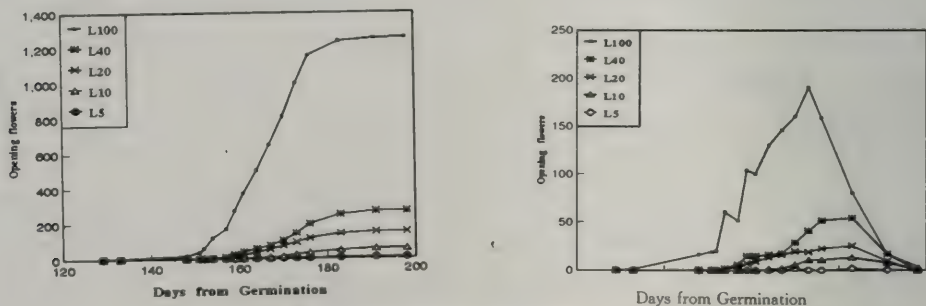 1,400
1,200
1,000
800
600
400
200
0
L100
L40
L20
L10
L5
Opening flowers
120
140
160
180
200
Days from Germination
250
200
150
100
50
0
L100
L40
L20
L10
L5
Opening flowers
Days from Germination